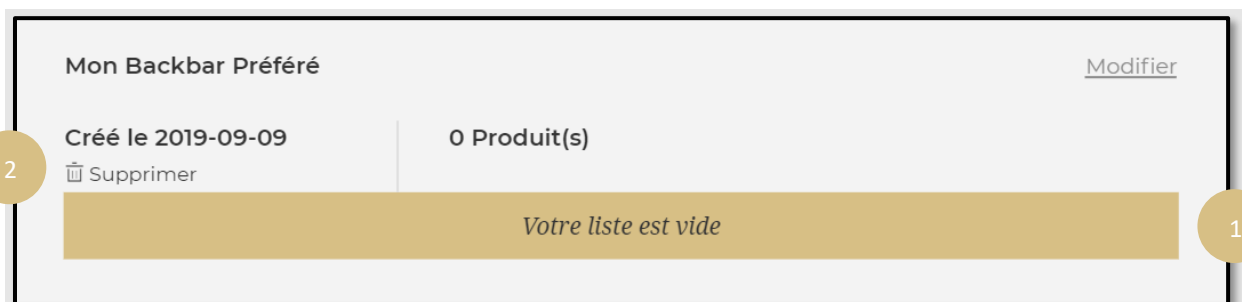 Mon Backbar Préféré
Modifier
Créé le 2019-09-09
0 Produit(s)
2
Supprimer
Votre liste est vide
1